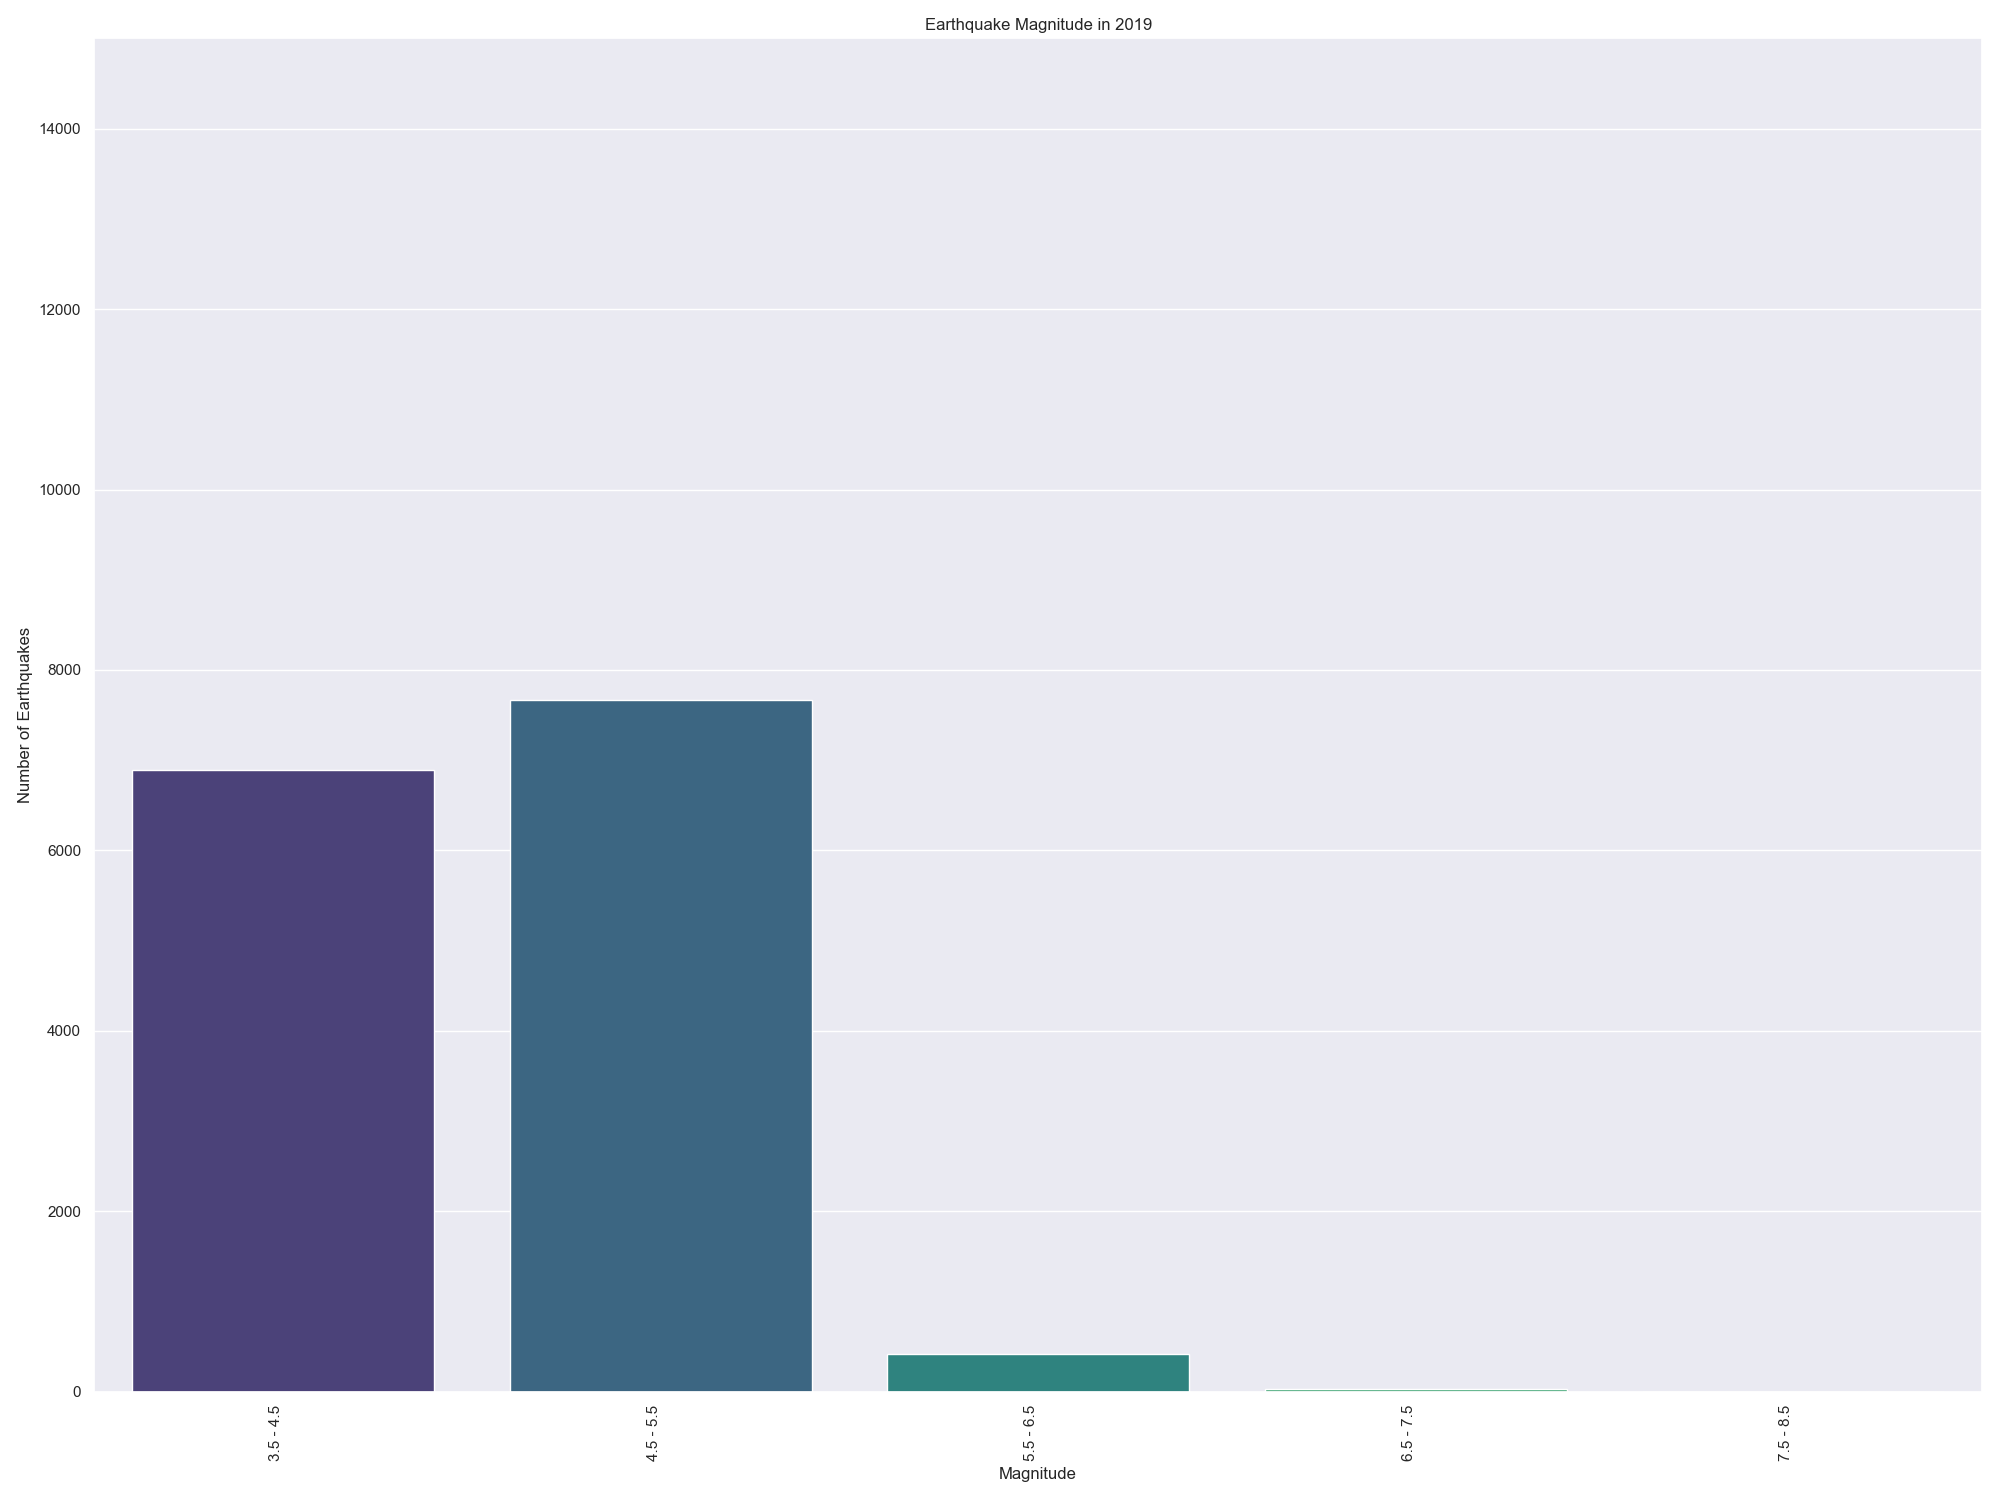 Earthquake Magnitude in 2019
14000
12000
10000
8000
6000
4000
2000
0
Number of Earthquakes
3.5 - 4.5
4.5 - 5.5
5.5 - 6.5
6.5 - 7.5
7.5 - 8.5
Magnitude